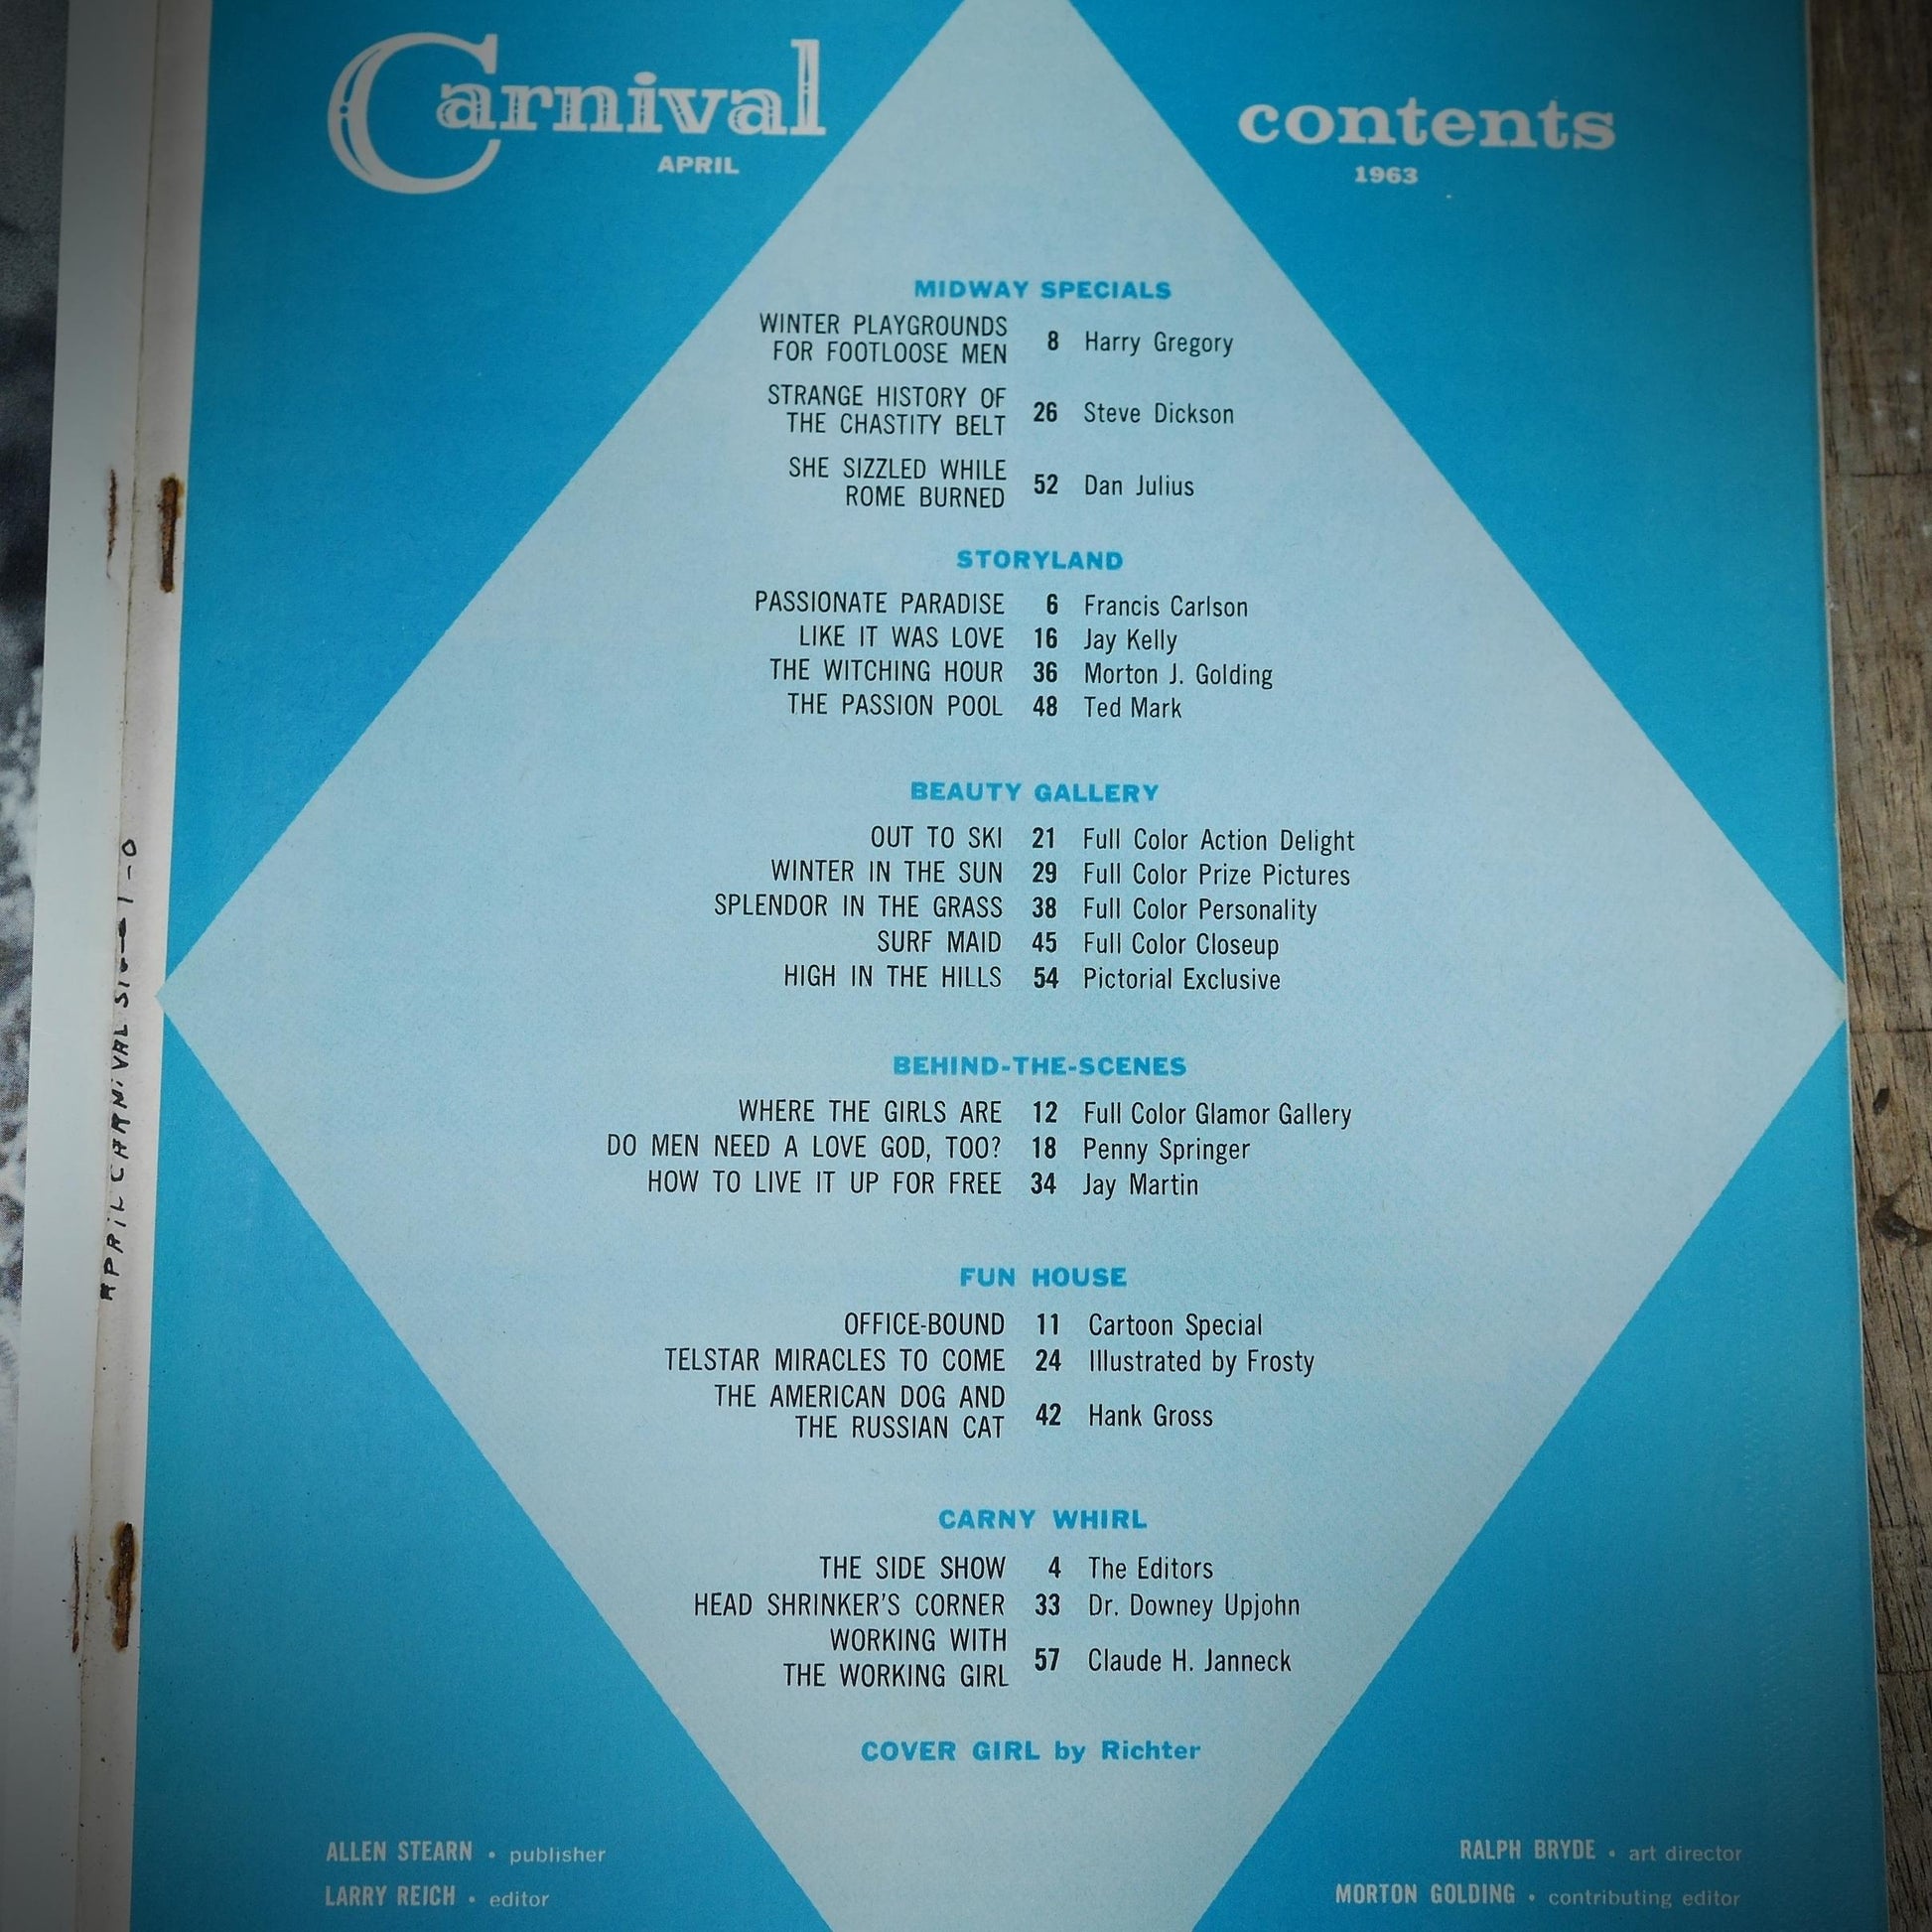 Carnival
APRIL
contents
1963
MIDWAY SPECIALS
WINTER PLAYGROUNDS
FOR FOOTLOOSE MEN 8 Harry Gregory
STRANGE HISTORY OF
THE CHASTITY BELT 26 Steve Dickson
SHE SIZZLED WHILE
ROME BURNED 52 Dan Julius
STORYLAND
PASSIONATE PARADISE 6 Francis Carlson
LIKE IT WAS LOVE 16 Jay Kelly
THE WITCHING HOUR 36 Morton J. Golding
THE PASSION POOL 48 Ted Mark
BEAUTY GALLERY
OUT TO SKI 21 Full Color Action Delight
WINTER IN THE SUN 29 Full Color Prize Pictures
SPLENDOR IN THE GRASS 38 Full Color Personality
SURF MAID 45 Full Color Closeup
HIGH IN THE HILLS 54 Pictorial Exclusive
BEHIND-THE-SCENES
WHERE THE GIRLS ARE 12 Full Color Glamor Gallery
DO MEN NEED A LOVE GOD, TOO? 18 Penny Springer
HOW TO LIVE IT UP FOR FREE 34 Jay Martin
FUN HOUSE
OFFICE-BOUND 11 Cartoon Special
TELSTAR MIRACLES TO COME 24 Illustrated by Frosty
THE AMERICAN DOG AND
THE RUSSIAN CAT 42 Hank Gross
CARNY WHIRL
THE SIDE SHOW 4 The Editors
HEAD SHRINKER'S CORNER 33 Dr. Downey Upjohn
WORKING WITH
THE WORKING GIRL 57 Claude H. Janneck
COVER GIRL by Richter
ALLEN STEARN • publisher
LARRY REICH • editor
RALPH BRYDE • art director
MORTON GOLDING • contributing editor
APRIL CARNIVAL